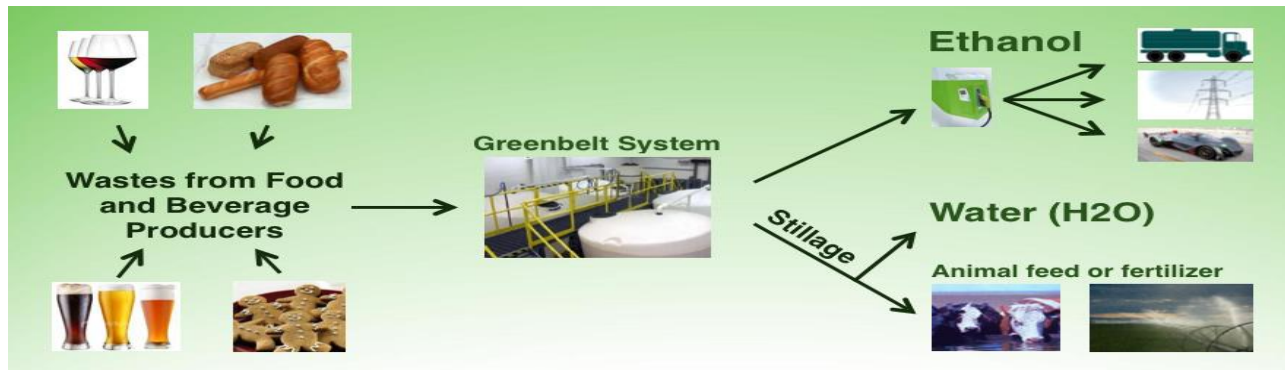 Wastes from Food
and Beverage
Producers
Greenbelt System
Stillage
Ethanol
Water (H2O)
Animal feed or fertilizer